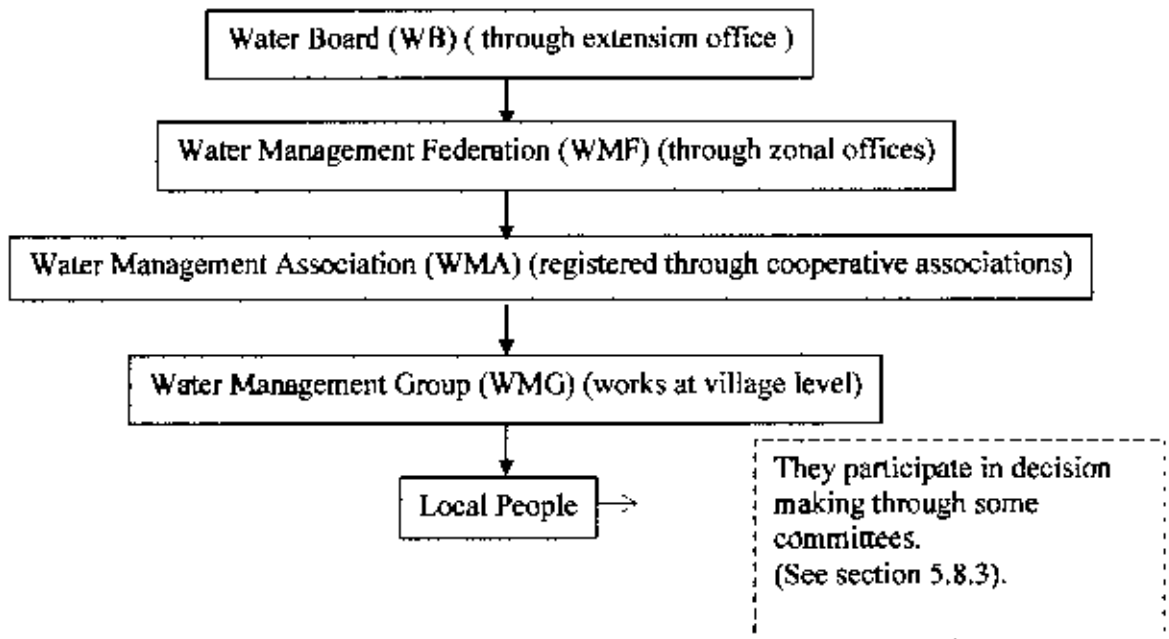 Water Board (WB) ( through extension office )
Water Management Federation (WMF) (through zonal offices)
Water Management Association (WMA) (registered through cooperative associations)
Water Management Group (WMG) (works at village level)
Local People
They participate in decision
making through some
committees.
(See section 5.8.3).